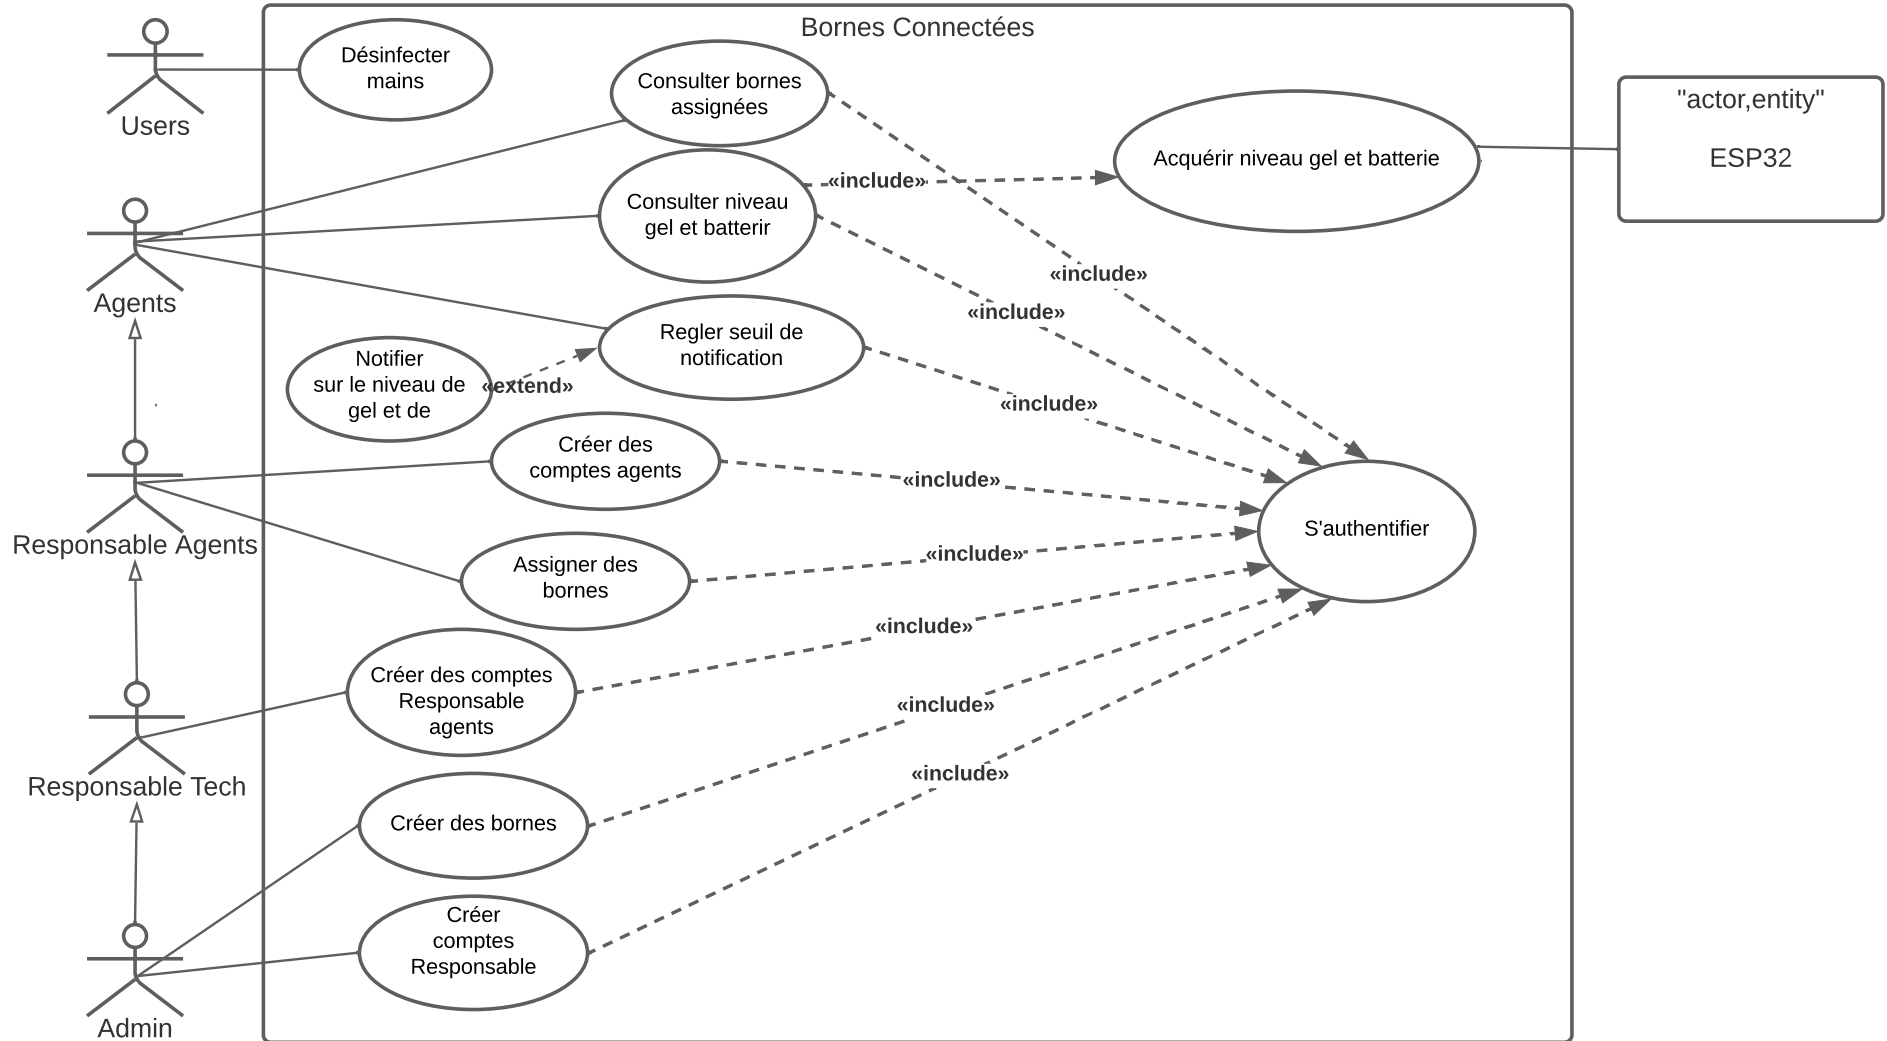 Bornes Connectées
Users
Désinfecter
mains
Consulter bornes
assignées
"actor,entity"
ESP32
Acquérir niveau gel et batterie
«include»
Agents
Consulter niveau
gel et batterir
«include»
«include»
Regler seuil de
notification
Notifier
sur le niveau de
gel et de
«extend»
«include»
Responsable Agents
Créer des
comptes agents
«include»
S'authentifier
Assigner des
bornes
«include»
Responsable Tech
Créer des comptes
Responsable
agents
«include»
«include»
Créer des bornes
«include»
Admin
Créer
comptes
Responsable